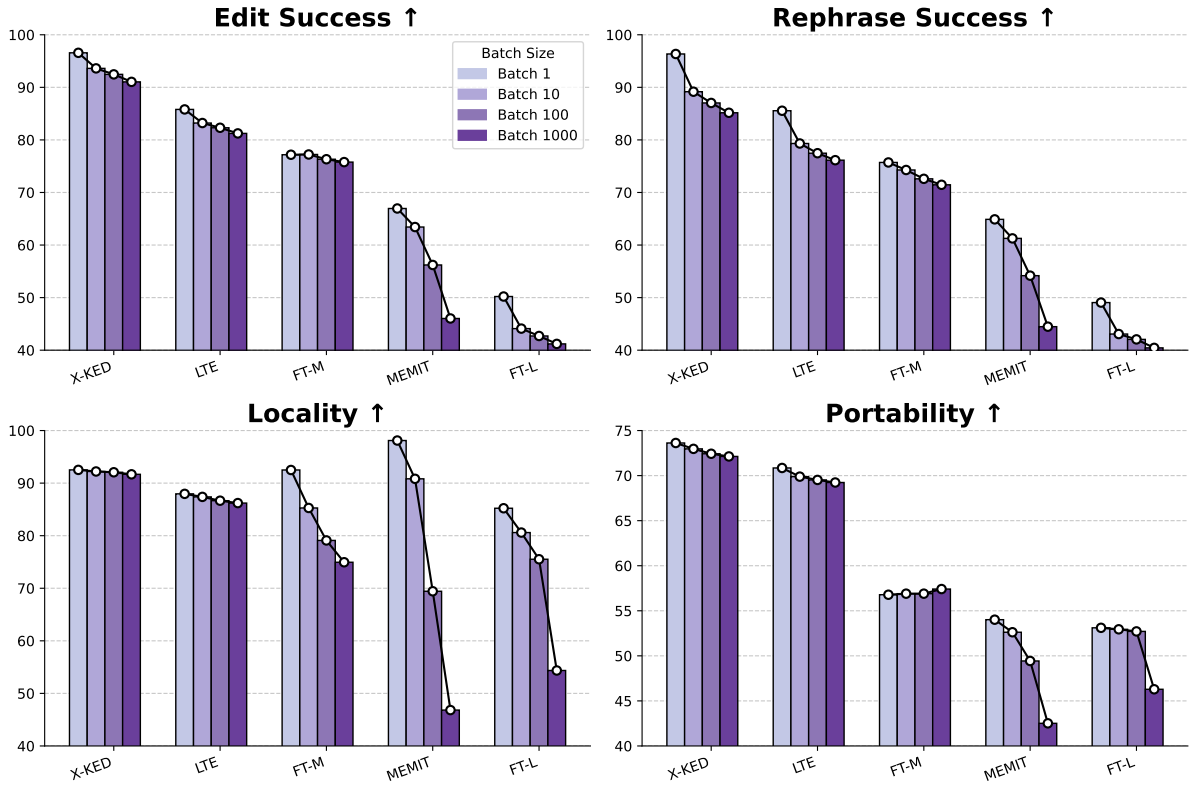 Edit Success ↑
100
90
80
70
60
50
40
Batch Size
Batch 1
Batch 10
Batch 100
Batch 1000
X-KED
LTE
FT-M
MEMIT
FT-L
Rephrase Success ↑
100
90
80
70
60
50
40
X-KED
LTE
FT-M
MEMIT
FT-L
Locality ↑
100
90
80
70
60
50
40
X-KED
LTE
FT-M
MEMIT
FT-L
Portability ↑
75
70
65
60
55
50
45
40
X-KED
LTE
FT-M
MEMIT
FT-L